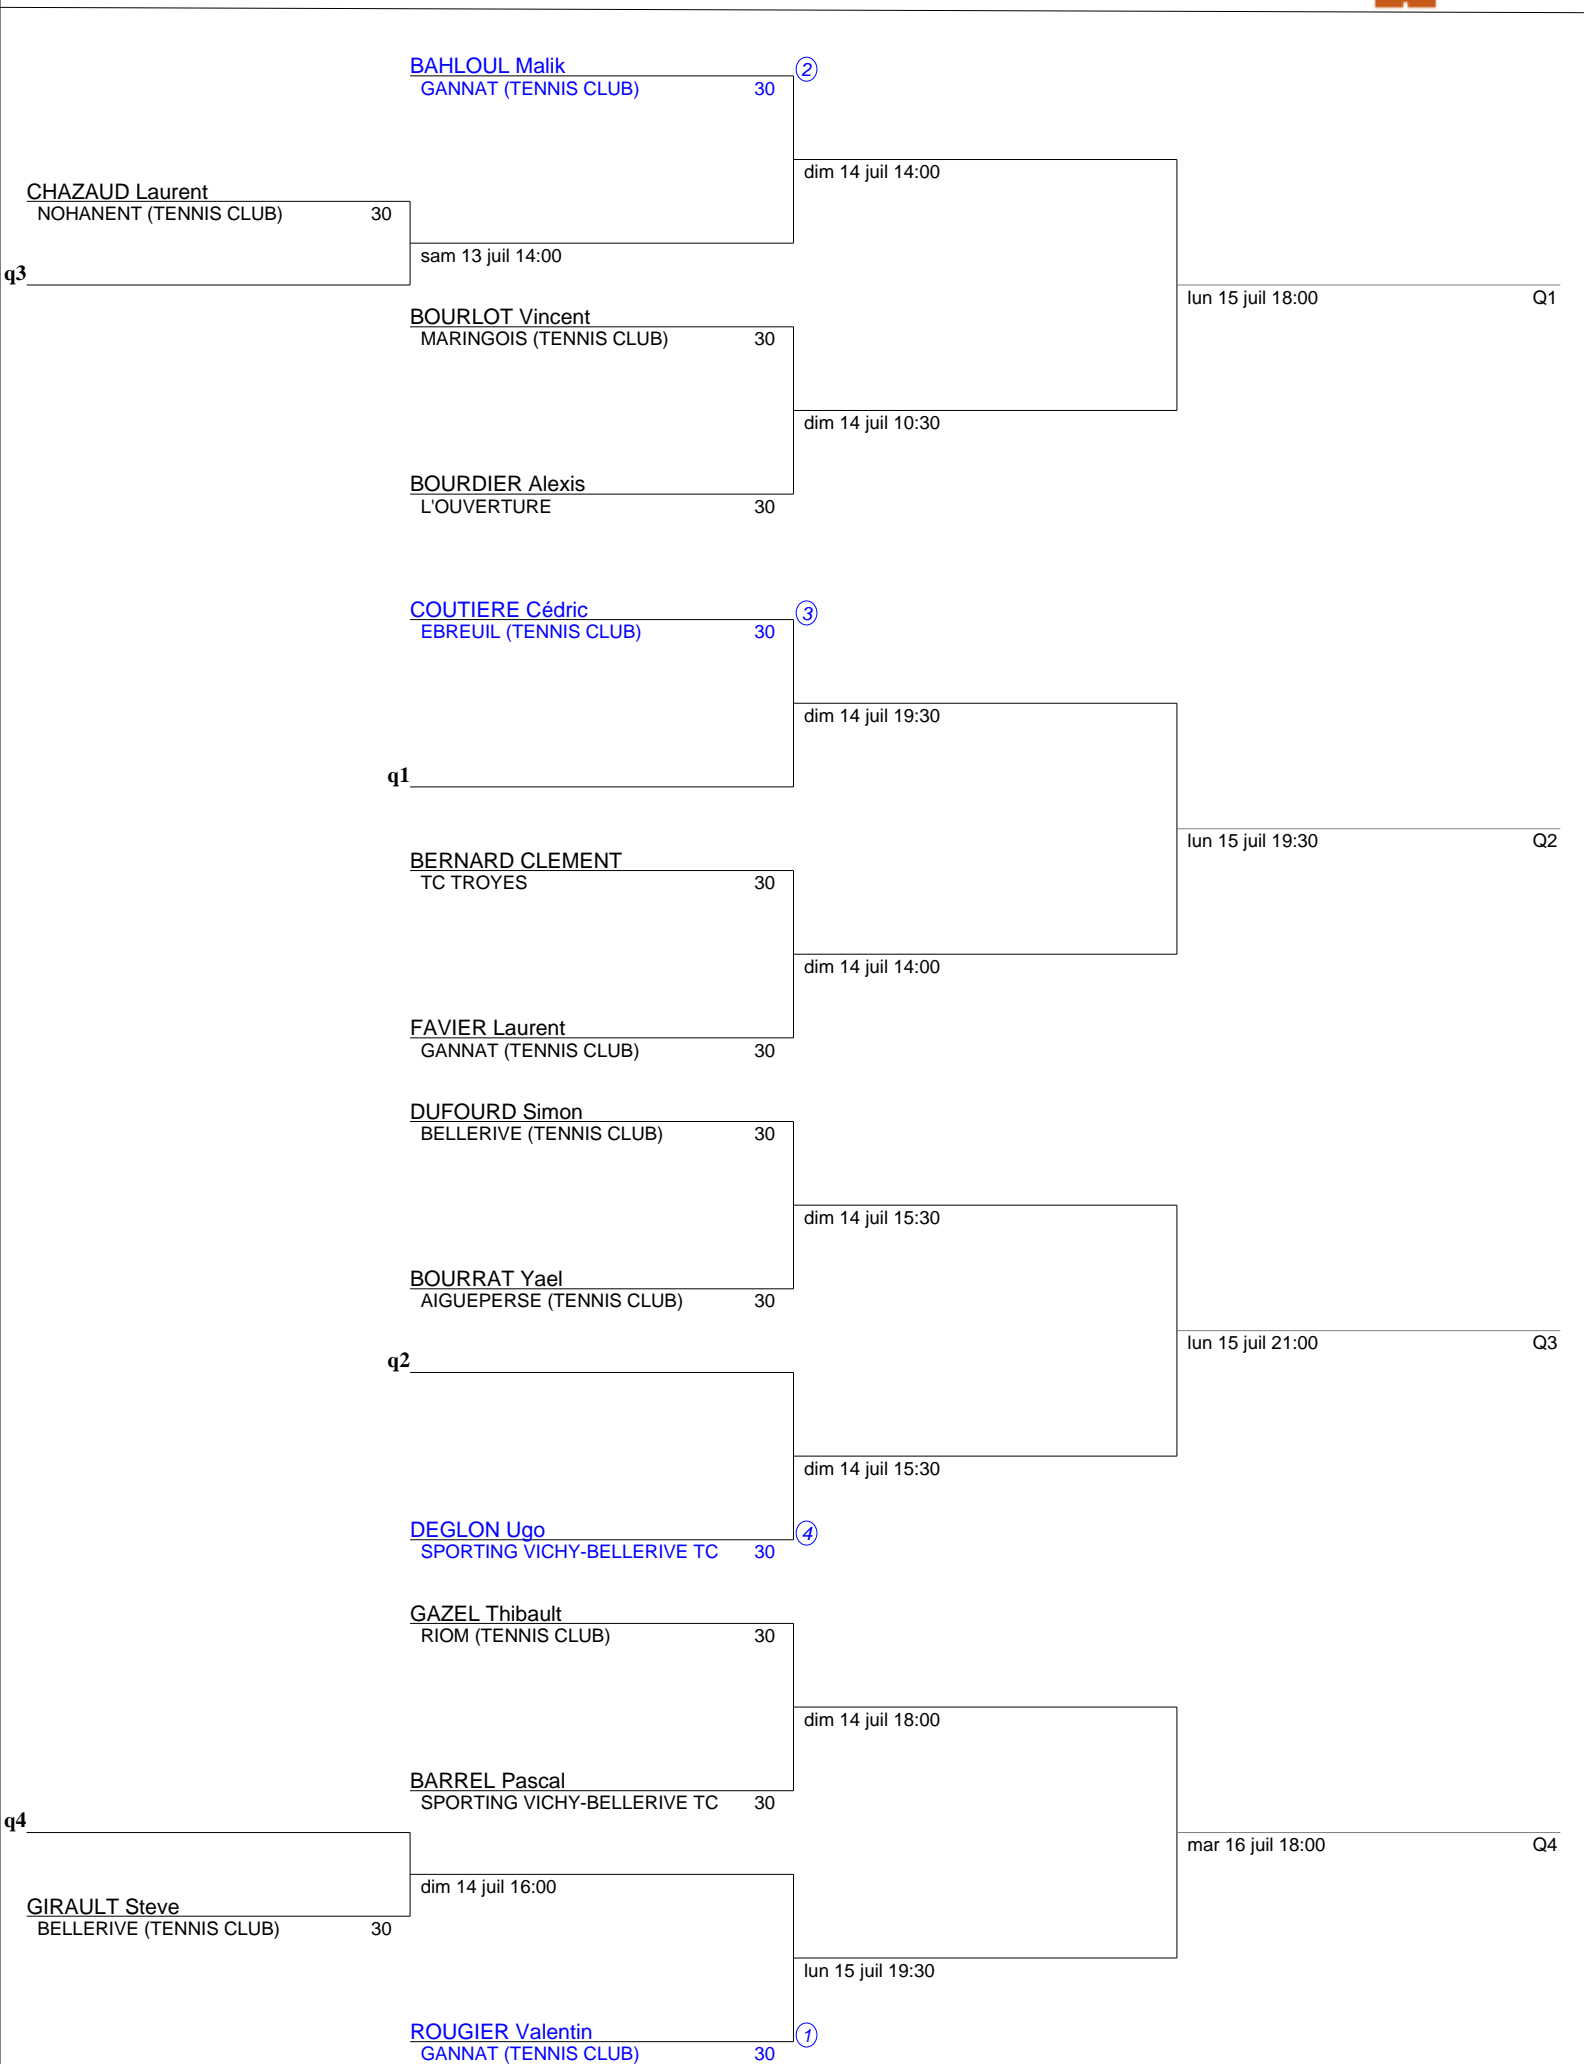 BAHLOUL Malik 2
GANNAT (TENNIS CLUB) 30
dim 14 juil 14:00
CHAZAUD Laurent
NOHANENT (TENNIS CLUB) 30
sam 13 juil 14:00
q3
lun 15 juil 18:00 Q1
BOURLOT Vincent
MARINGOIS (TENNIS CLUB) 30
dim 14 juil 10:30
BOURDIER Alexis
L'OUVERTURE 30
COUTIERE Cédric 3
EBREUIL (TENNIS CLUB) 30
dim 14 juil 19:30
q1
lun 15 juil 19:30 Q2
BERNARD CLEMENT
TC TROYES 30
dim 14 juil 14:00
FAVIER Laurent
GANNAT (TENNIS CLUB) 30
DUFOURD Simon
BELLERIVE (TENNIS CLUB) 30
dim 14 juil 15:30
BOURRAT Yael
AIGUEPERSE (TENNIS CLUB) 30
lun 15 juil 21:00 Q3
q2
dim 14 juil 15:30
DEGLON Ugo 4
SPORTING VICHY-BELLERIVE TC 30
GAZEL Thibault
RIOM (TENNIS CLUB) 30
dim 14 juil 18:00
BARREL Pascal
SPORTING VICHY-BELLERIVE TC 30
q4
mar 16 juil 18:00 Q4
dim 14 juil 16:00
GIRAULT Steve
BELLERIVE (TENNIS CLUB) 30
lun 15 juil 19:30
ROUGIER Valentin 1
GANNAT (TENNIS CLUB) 30